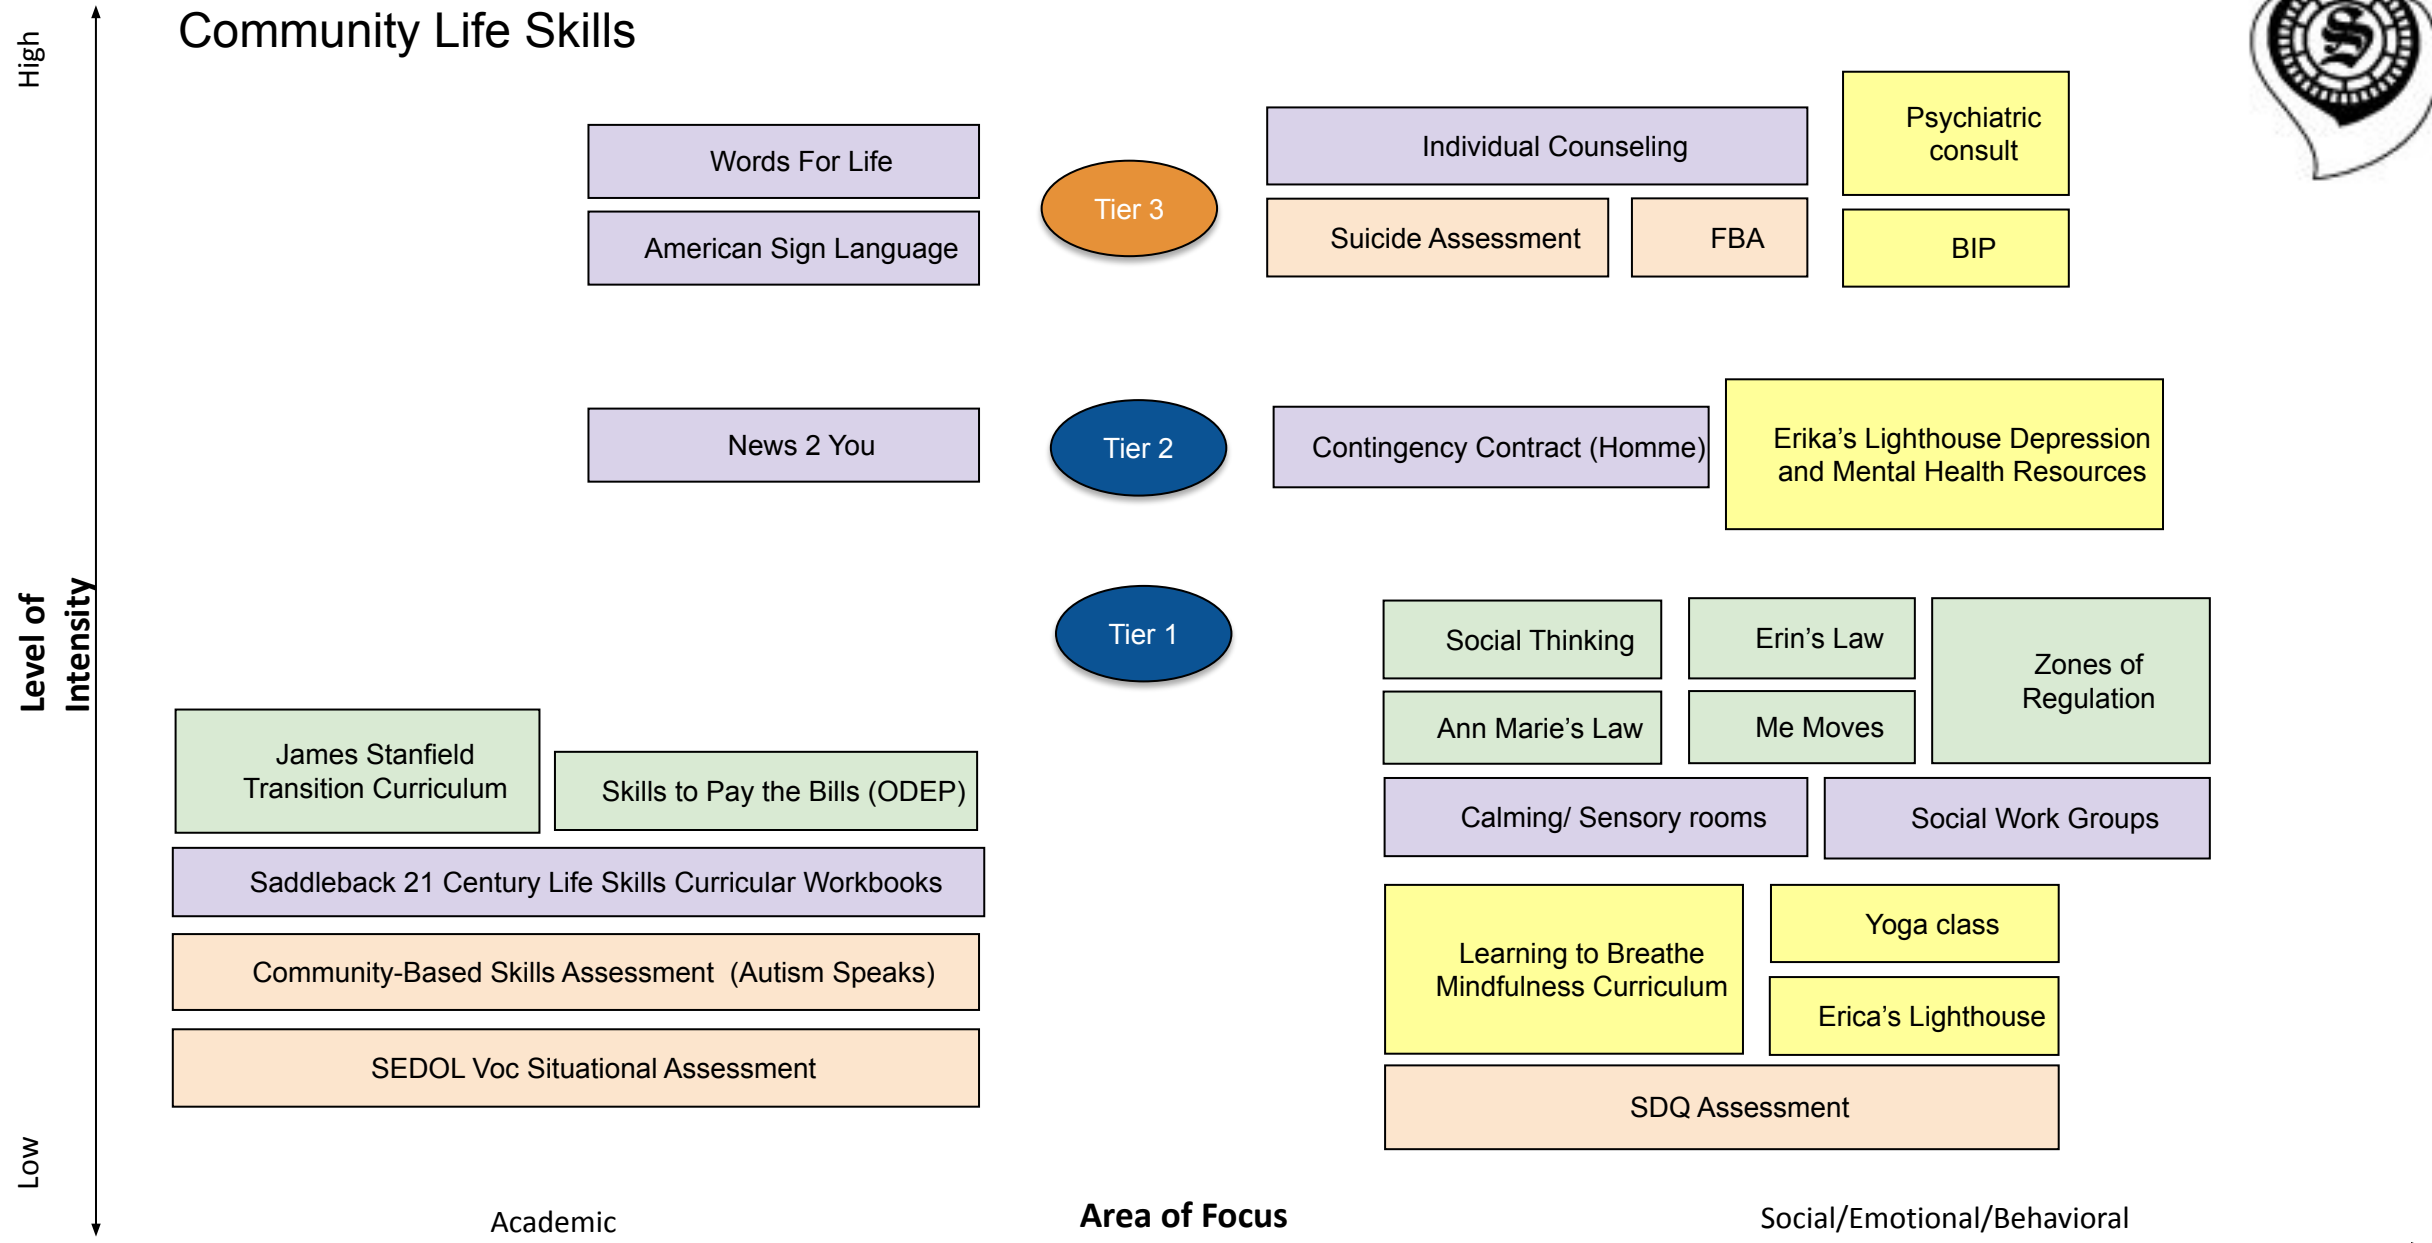 Community Life Skills
High
Words For Life
American Sign Language
Tier 3
Individual Counseling
Psychiatric
consult
Suicide Assessment
FBA
BIP
News 2 You
Tier 2
Contingency Contract (Homme)
Erika’s Lighthouse Depression
and Mental Health Resources
Level of
Intensity
Tier 1
James Stanfield
Transition Curriculum
Skills to Pay the Bills (ODEP)
Saddleback 21 Century Life Skills Curricular Workbooks
Community-Based Skills Assessment  (Autism Speaks)
SEDOL Voc Situational Assessment
Social Thinking
Erin’s Law
Zones of
Regulation
Ann Marie’s Law
Me Moves
Calming/ Sensory rooms
Social Work Groups
Learning to Breathe
Mindfulness Curriculum
Yoga class
Erica’s Lighthouse
SDQ Assessment
Low
Academic
Area of Focus
Social/Emotional/Behavioral
S